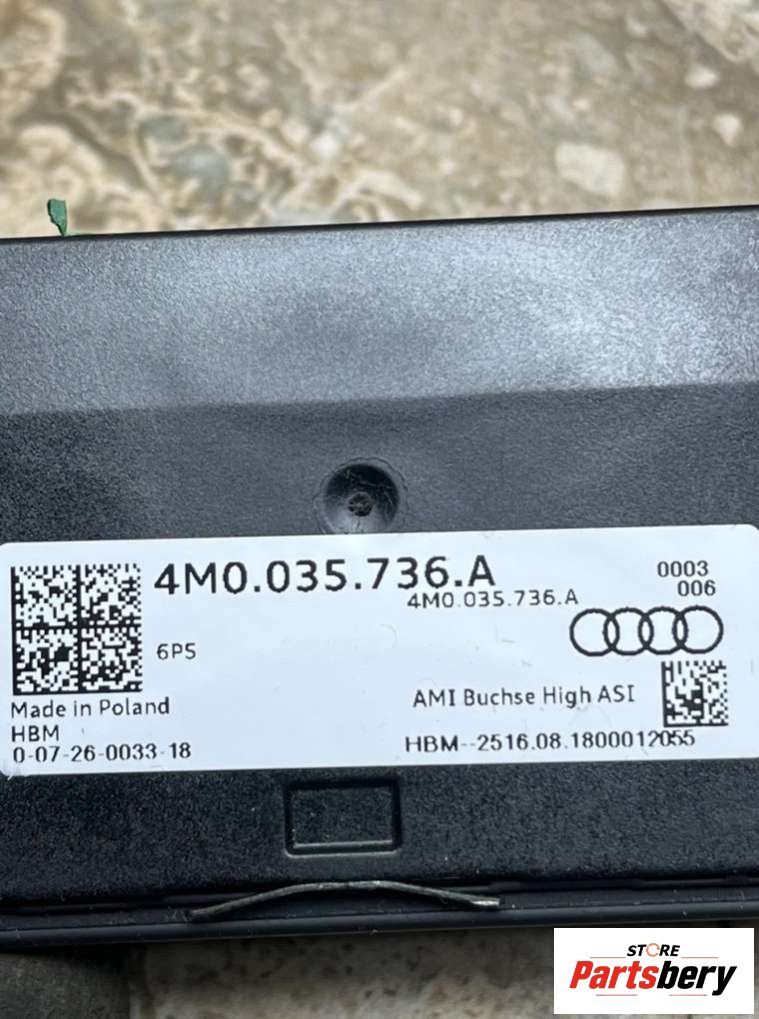 4M0.035.736.A
4M0.035.736.A
0003
006
6P5
Made in Poland
HBM
0-07-26-0033-18
AMI Buchse High ASI
HBM--2516.08.1800012055
STORE
Partsbery